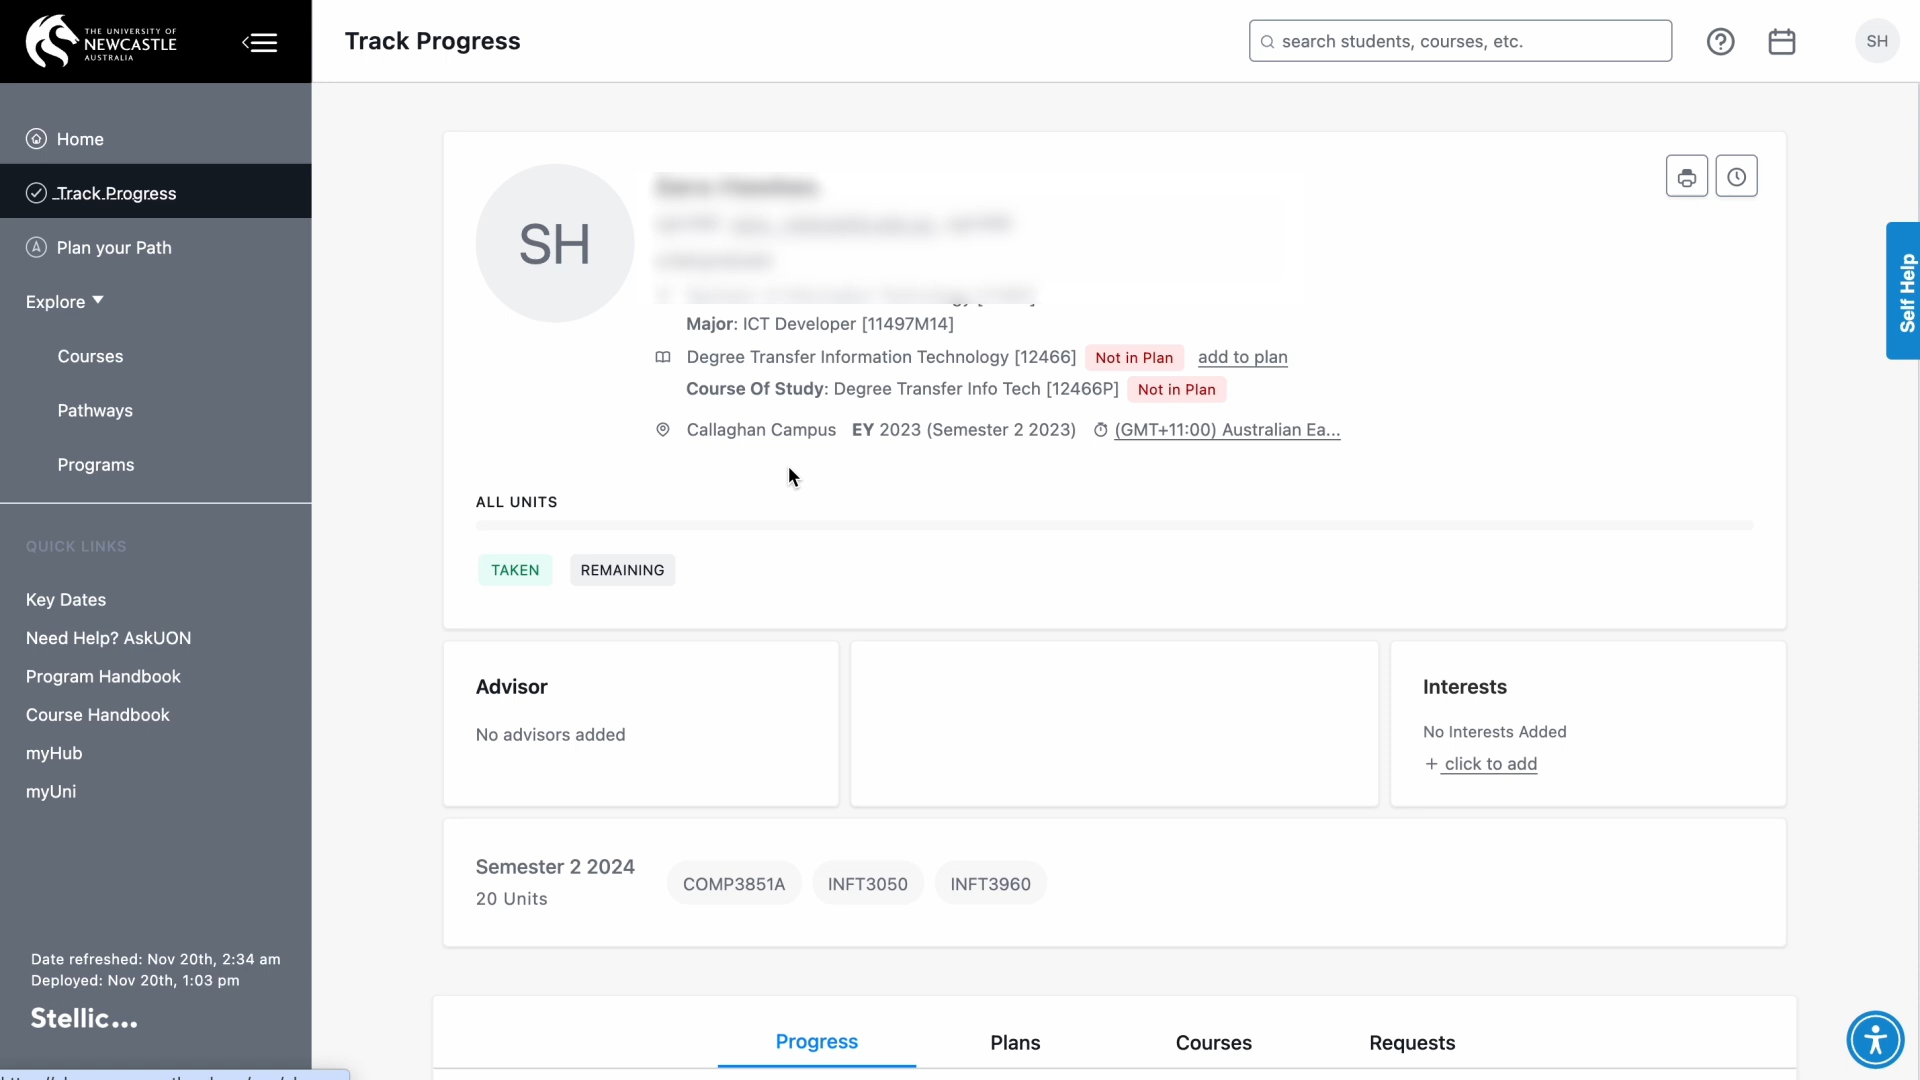 THE UNIVERSITY OF
NEWCASTLE
AUSTRALIA
Track Progress
search students, courses, etc.
SH
Home
Track Progress
Plan your Path
Explore
Courses
Pathways
Programs
QUICK LINKS
Key Dates
Need Help? AskUON
Program Handbook
Course Handbook
myHub
myUni
Date refreshed: Nov 20th, 2:34 am
Deployed: Nov 20th, 1:03 pm
Stellic...
SH
Major: ICT Developer [11497M14]
Degree Transfer Information Technology [12466] Not in Plan add to plan
Course Of Study: Degree Transfer Info Tech [12466P] Not in Plan
Callaghan Campus EY 2023 (Semester 2 2023) (GMT+11:00) Australian Ea...
ALL UNITS
TAKEN REMAINING
Advisor
No advisors added
Interests
No Interests Added
+ click to add
Semester 2 2024
20 Units
COMP3851A INFT3050 INFT3960
Progress Plans Courses Requests
Self Help